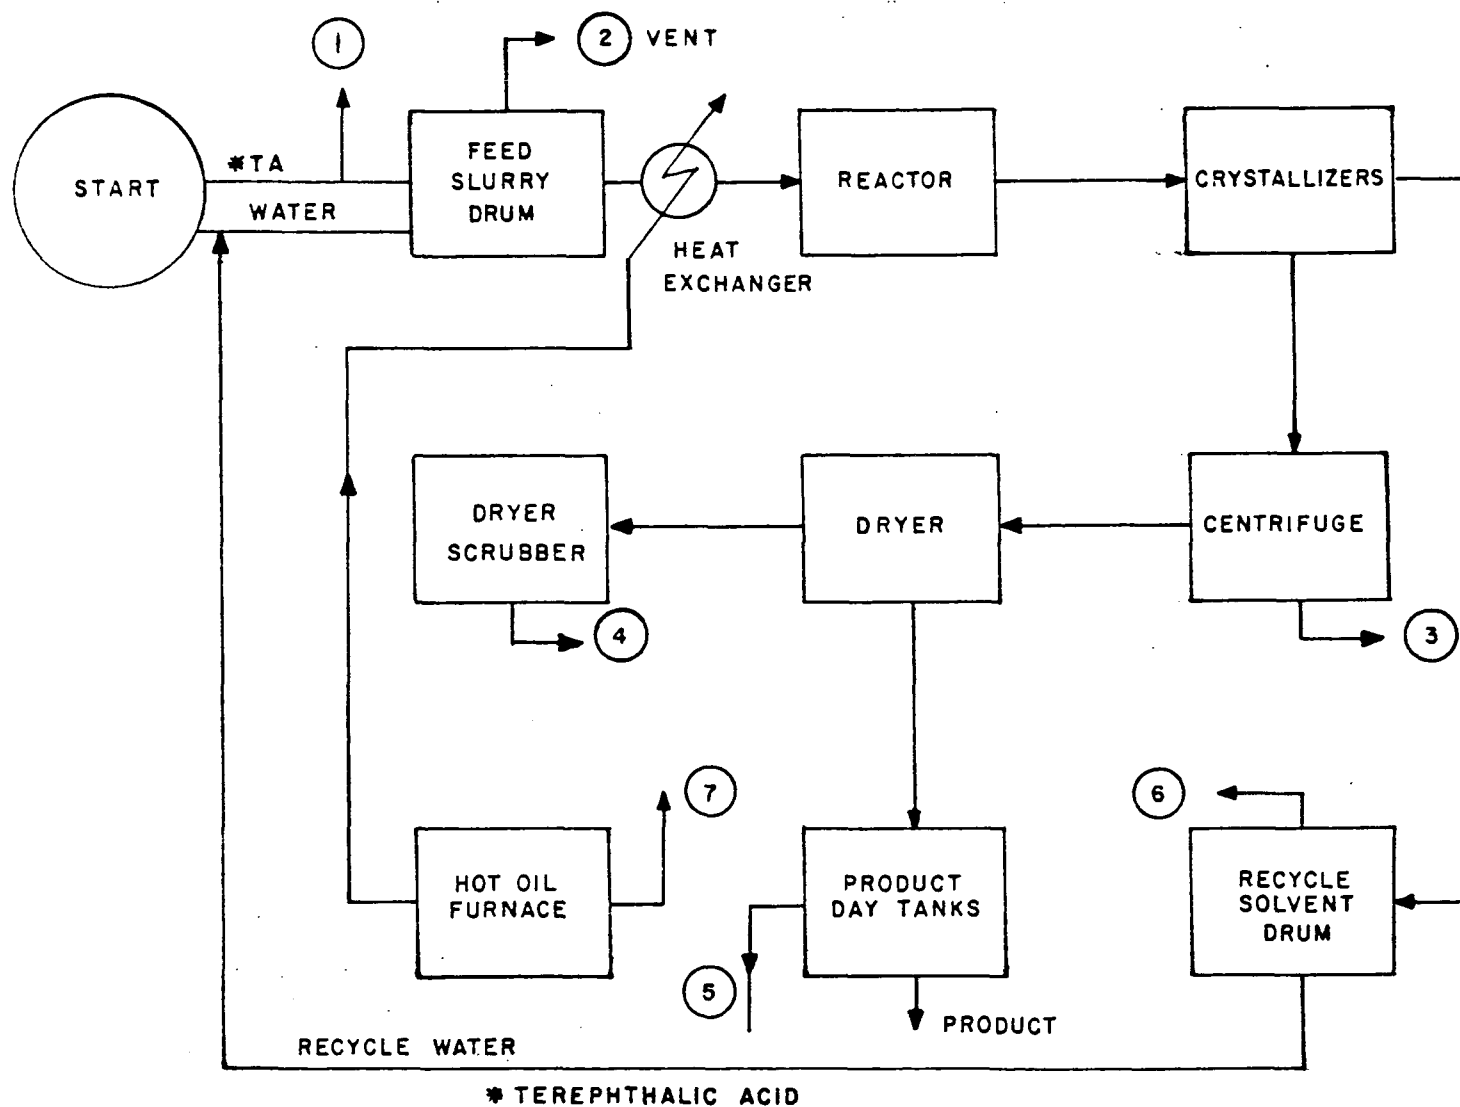 1
2 VENT
START
*TA
WATER
FEED
SLURRY
DRUM
HEAT
EXCHANGER
REACTOR
CRYSTALLIZERS
DRYER
SCRUBBER
DRYER
CENTRIFUGE
4
3
7
6
HOT OIL
FURNACE
PRODUCT
DAY TANKS
RECYCLE
SOLVENT
DRUM
5
PRODUCT
RECYCLE WATER
* TEREPHTHALIC ACID